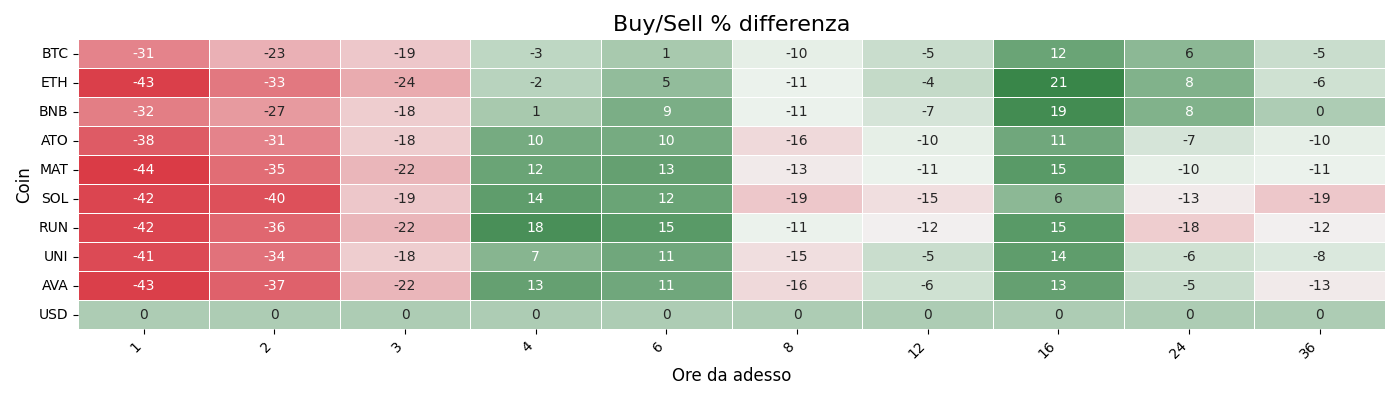 Buy/Sell % differenza
Coin
BTC -31 -23 -19 -3 1 -10 -5 12 6 -5
ETH -43 -33 -24 -2 5 -11 -4 21 8 -6
BNB -32 -27 -18 1 9 -11 -7 19 8 0
ATO -38 -31 -18 10 10 -16 -10 11 -7 -10
MAT -44 -35 -22 12 13 -13 -11 15 -10 -11
SOL -42 -40 -19 14 12 -19 -15 6 -13 -19
RUN -42 -36 -22 18 15 -11 -12 15 -18 -12
UNI -41 -34 -18 7 11 -15 -5 14 -6 -8
AVA -43 -37 -22 13 11 -16 -6 13 -5 -13
USD 0 0 0 0 0 0 0 0 0 0
1 2 3 4 6 8 12 16 24 36
Ore da adesso